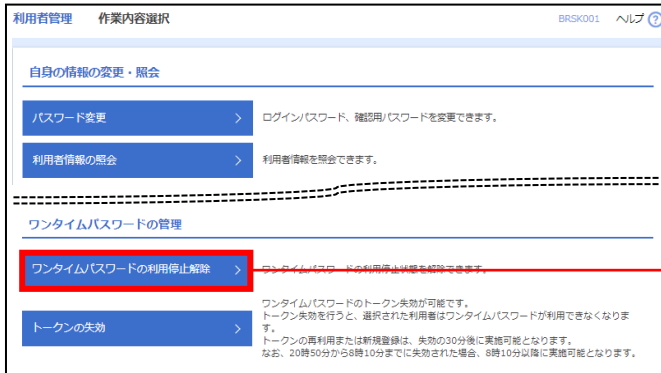 利用者管理 作業内容選択 BRSK001 ヘルプ ?
自身の情報の変更・照会
パスワード変更 > ログインパスワード、確認用パスワードを変更できます。
利用者情報の照会 > 利用者情報を照会できます。
ワンタイムパスワードの管理
ワンタイムパスワードの利用停止解除 > ワンタイムパスワードの利用停止状態を解除できます。
ワンタイムパスワードのトークン失効が可能です。
トークン失効を行うと、選択された利用者はワンタイムパスワードが利用できなくなりま
トークンの失効 > す。
トークンの再利用または新規登録は、失効の30分後に実施可能となります。
なお、20時50分から8時10分までに失効された場合、8時10分以降に実施可能となります。